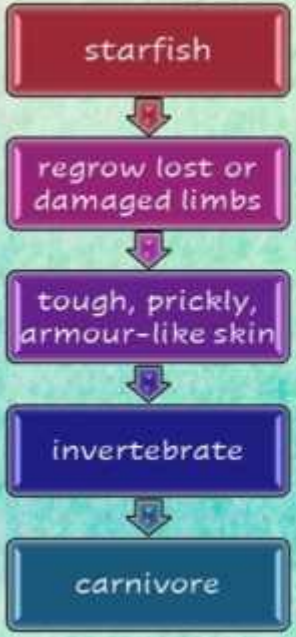 starfish
regrow lost or
damaged limbs
tough, prickly,
armour-like skin
invertebrate
carnivore